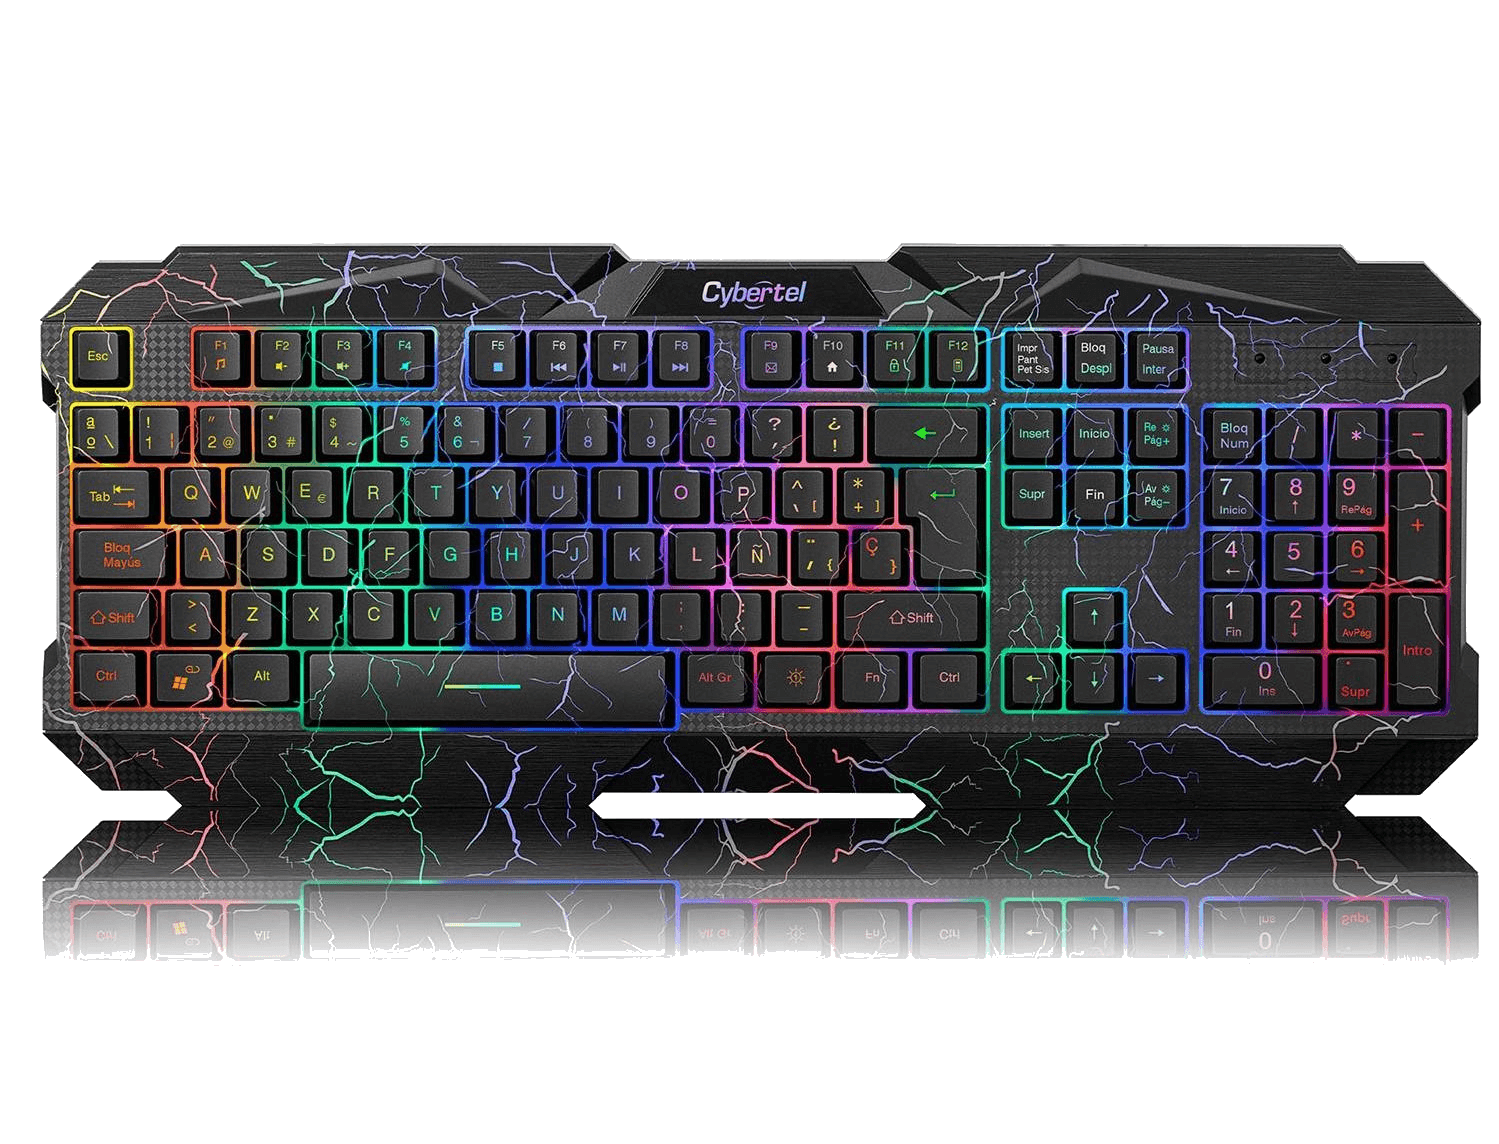 Cybertel
Esc F1 F2 F3 F4 F5 F6 F7 F8 F9 F10 F11 F12
Impr
Pant
Pet Sis
Bloq
Despl
Pausa
Inter
ª
º \
!
1 |
"
2 @
·
3 #
$
4 ~
%
5
&
6 ¬
/
7
(
8
)
9
=
0
?
'
¿
¡
Insert Inicio
Re
Pág+
Bloq
Num
/ * −
Tab Q W E € R T Y U I O P
^
\ [
*
+ ]
Supr Fin
Av
Pág−
7
Inicio
8
9
RePág
+
Bloq
Mayús
A S D F G H J K L Ñ
¨
´ {
Ç
}
4 5 6
Shift
>
<
Z X C V B N M
;
,
:
.
_
-
Shift
1
Fin
2
3
AvPág
Intro
Ctrl Alt Alt Gr Fn Ctrl
0
Ins
.
Supr